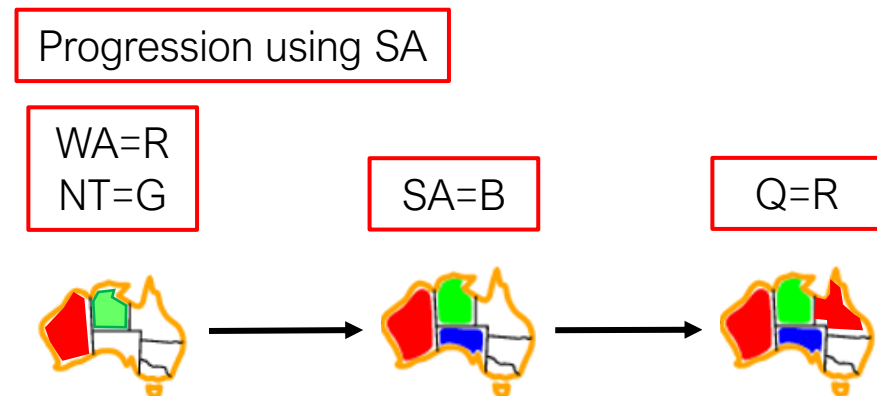 Progression using SA
WA=R
NT=G
SA=B
Q=R